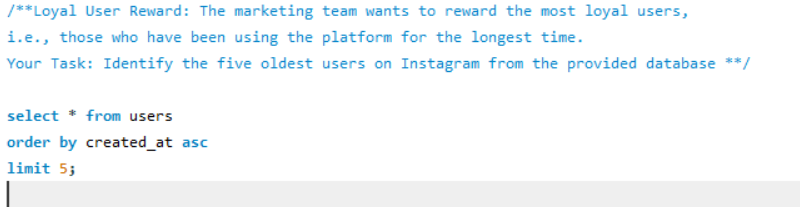 /**Loyal User Reward: The marketing team wants to reward the most loyal users,
i.e., those who have been using the platform for the longest time.
Your Task: Identify the five oldest users on Instagram from the provided database **/
select * from users
order by created_at asc
limit 5;